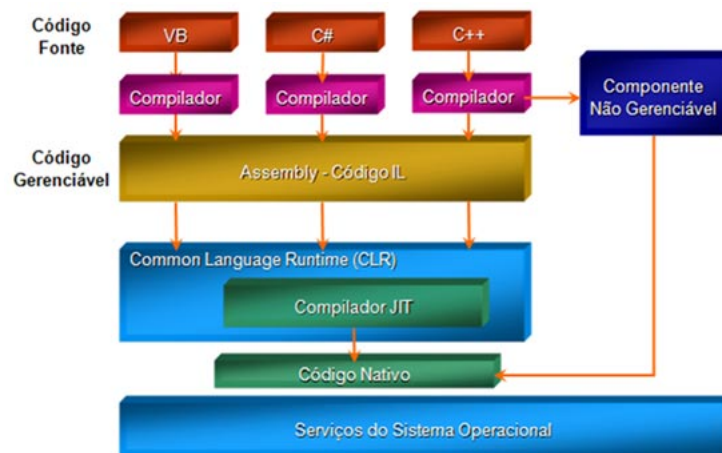 Código
Fonte
VB
C#
C++
Compilador
Compilador
Compilador
Componente
Não Gerenciável
Código
Gerenciável
Assembly - Código IL
Common Language Runtime (CLR)
Compilador JIT
Código Nativo
Serviços do Sistema Operacional